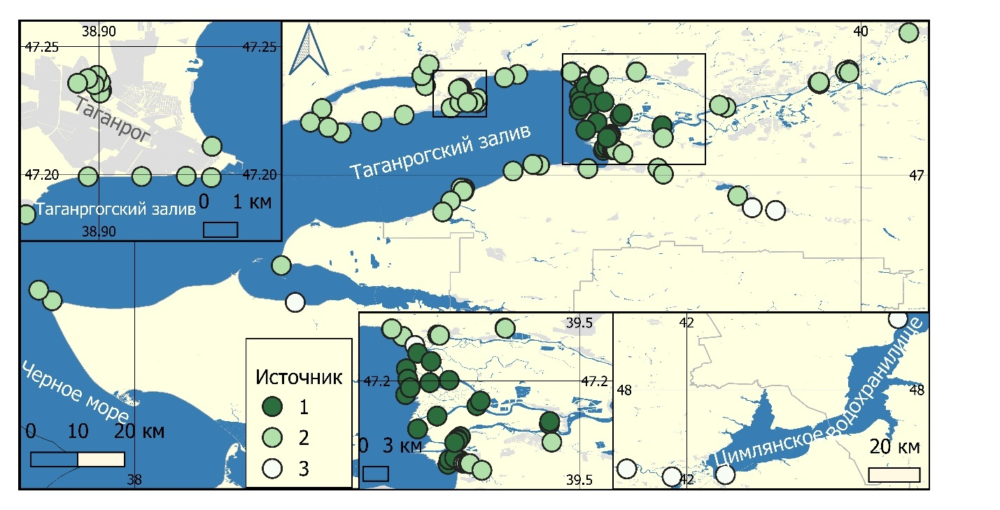 38.90
40
47.25 47.25
Таганрог
Таганрогский залив
47.20 47.20
47
0 1 км
Таганргогский залив
38.90
39.5
42
Черное море
Источник
47.2 47.2
48 48
1
0 10 20 км
2
0 3 км
Цимлянское водохранилище
20 км
3
38
39.5
42